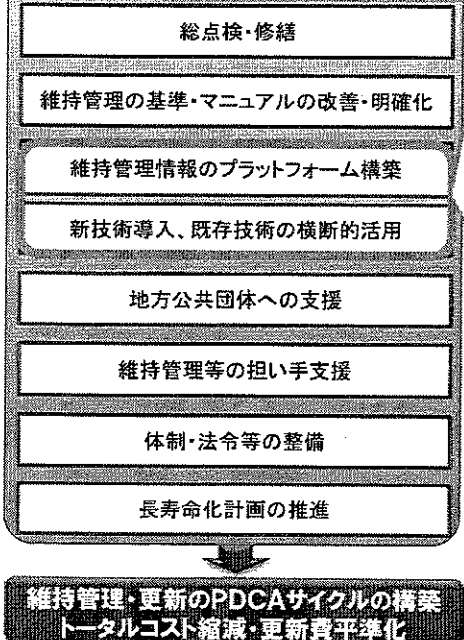 総点検・修繕
維持管理の基準・マニュアルの改善・明確化
維持管理情報のプラットフォーム構築
新技術導入、既存技術の横断的活用
地方公共団体への支援
維持管理等の担い手支援
体制・法令等の整備
長寿命化計画の推進
維持管理・更新のPDCAサイクルの構築
トータルコスト縮減・更新費平準化